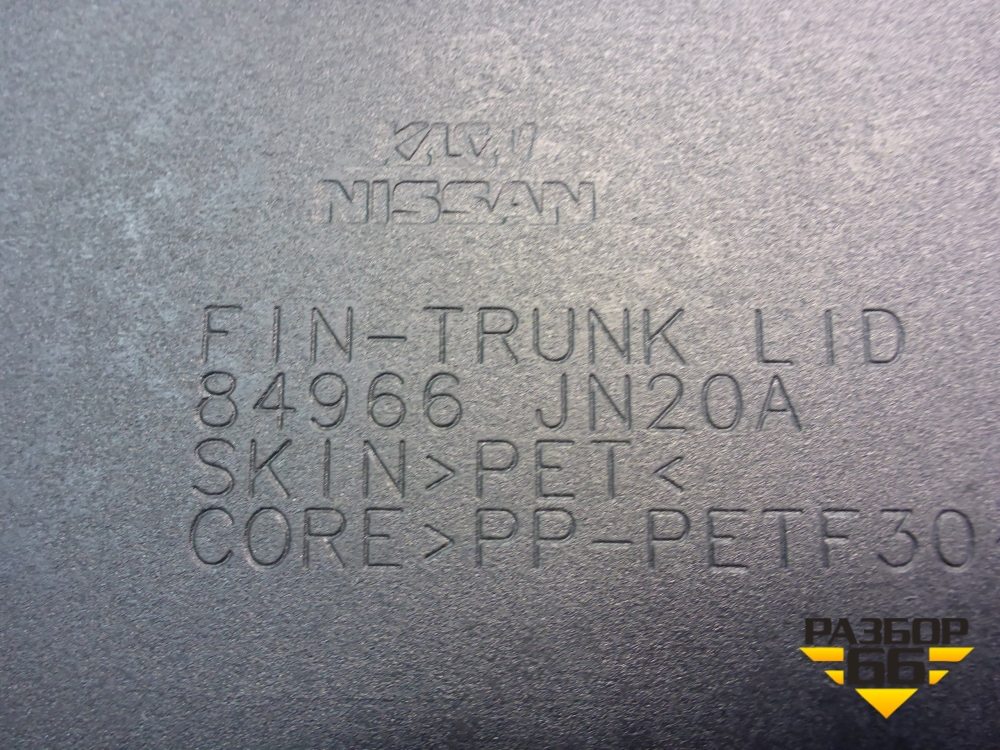 NISSAN
FIN-TRUNK LID
84966 JN20A
SKIN>PET<
CORE>PP-PETF30
РАЗБОР
66